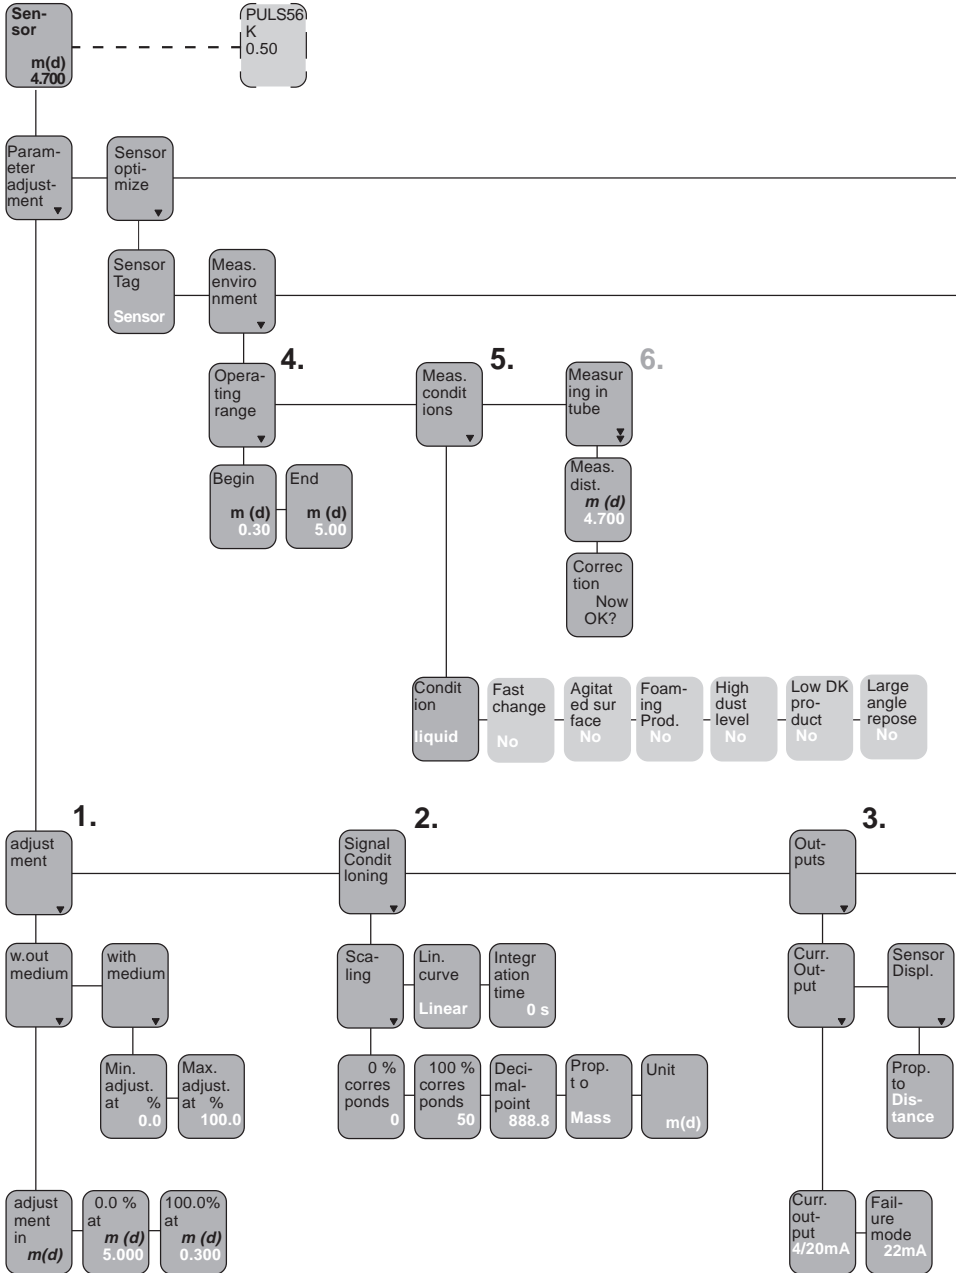 Sen-
sor
m(d)
4.700
PULS56
K
0.50
Param-
eter
adjust-
ment
Sensor
opti-
mize
Sensor
Tag
Sensor
Meas.
enviro
nment
4.
Opera-
ting
range
5.
Meas.
condit
ions
6.
Measur
ing in
tube
Begin
m (d)
0.30
End
m (d)
5.00
Meas.
dist.
m (d)
4.700
Correc
tion
Now
OK?
Condit
ion
liquid
Fast
change
No
Agitat
ed sur
face
No
Foam-
ing
Prod.
No
High
dust
level
No
Low DK
pro-
duct
No
Large
angle
repose
No
1.
adjust
ment
2.
Signal
Condit
loning
3.
Out-
puts
w.out
medium
with
medium
Sca-
ling
Lin.
curve
Linear
Integr
ation
time
0 s
Curr.
Out-
put
Sensor
Displ.
Min.
adjust.
at %
0.0
Max.
adjust.
at %
100.0
0 %
corres
ponds
0
100 %
corres
ponds
50
Deci-
mal-
point
888.8
Prop.
t o
Mass
Unit
m(d)
Prop.
to
Dis-
tance
adjust
ment
in
m(d)
0.0 %
at
m (d)
5.000
100.0%
at
m (d)
0.300
Curr.
out-
put
4/20mA
Fail-
ure
mode
22mA